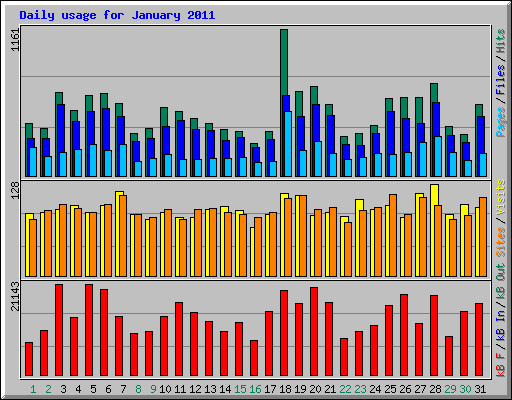 Daily usage for January 2011
1161
Pages / Files / Hits
128
Sites / Visits
21143
kB F / kB In / kB Out
1 2 3 4 5 6 7 8 9 10 11 12 13 14 15 16 17 18 19 20 21 22 23 24 25 26 27 28 29 30 31